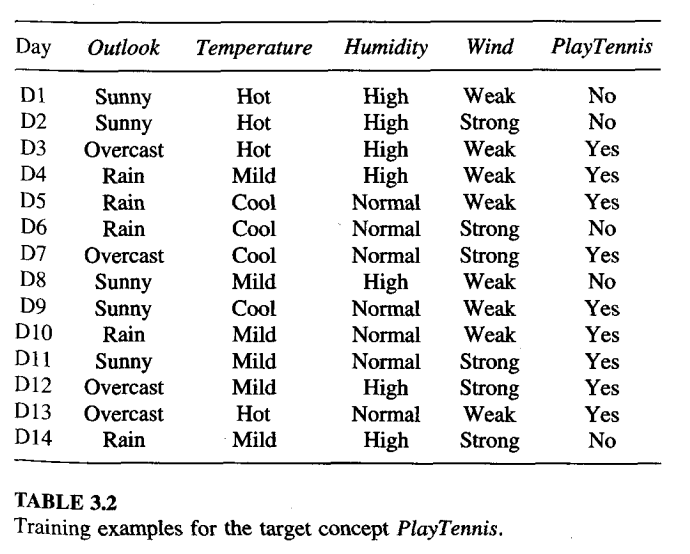 Day Outlook Temperature Humidity Wind PlayTennis
D1 Sunny Hot High Weak No
D2 Sunny Hot High Strong No
D3 Overcast Hot High Weak Yes
D4 Rain Mild High Weak Yes
D5 Rain Cool Normal Weak Yes
D6 Rain Cool Normal Strong No
D7 Overcast Cool Normal Strong Yes
D8 Sunny Mild High Weak No
D9 Sunny Cool Normal Weak Yes
D10 Rain Mild Normal Weak Yes
D11 Sunny Mild Normal Strong Yes
D12 Overcast Mild High Strong Yes
D13 Overcast Hot Normal Weak Yes
D14 Rain Mild High Strong No
TABLE 3.2
Training examples for the target concept PlayTennis.